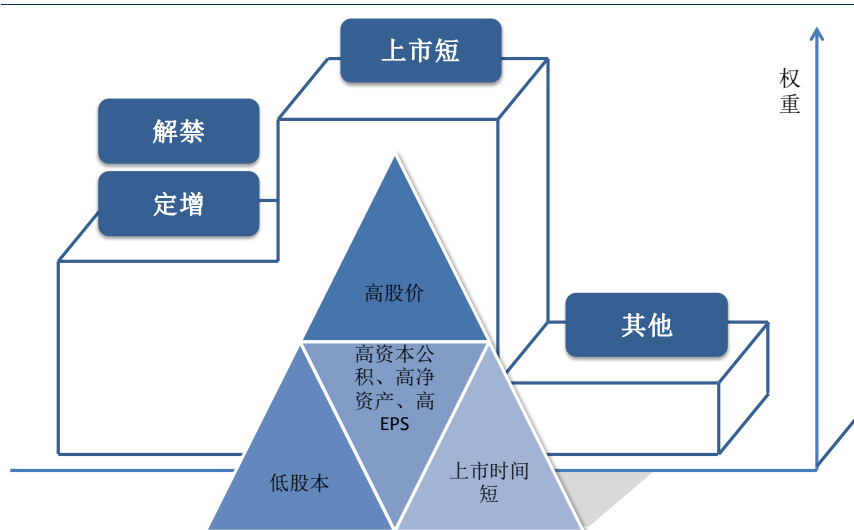 上市短
权
重
解禁
定增
高股价
其他
高资本公
积、高净
资产、高
EPS
低股本
上市时间
短